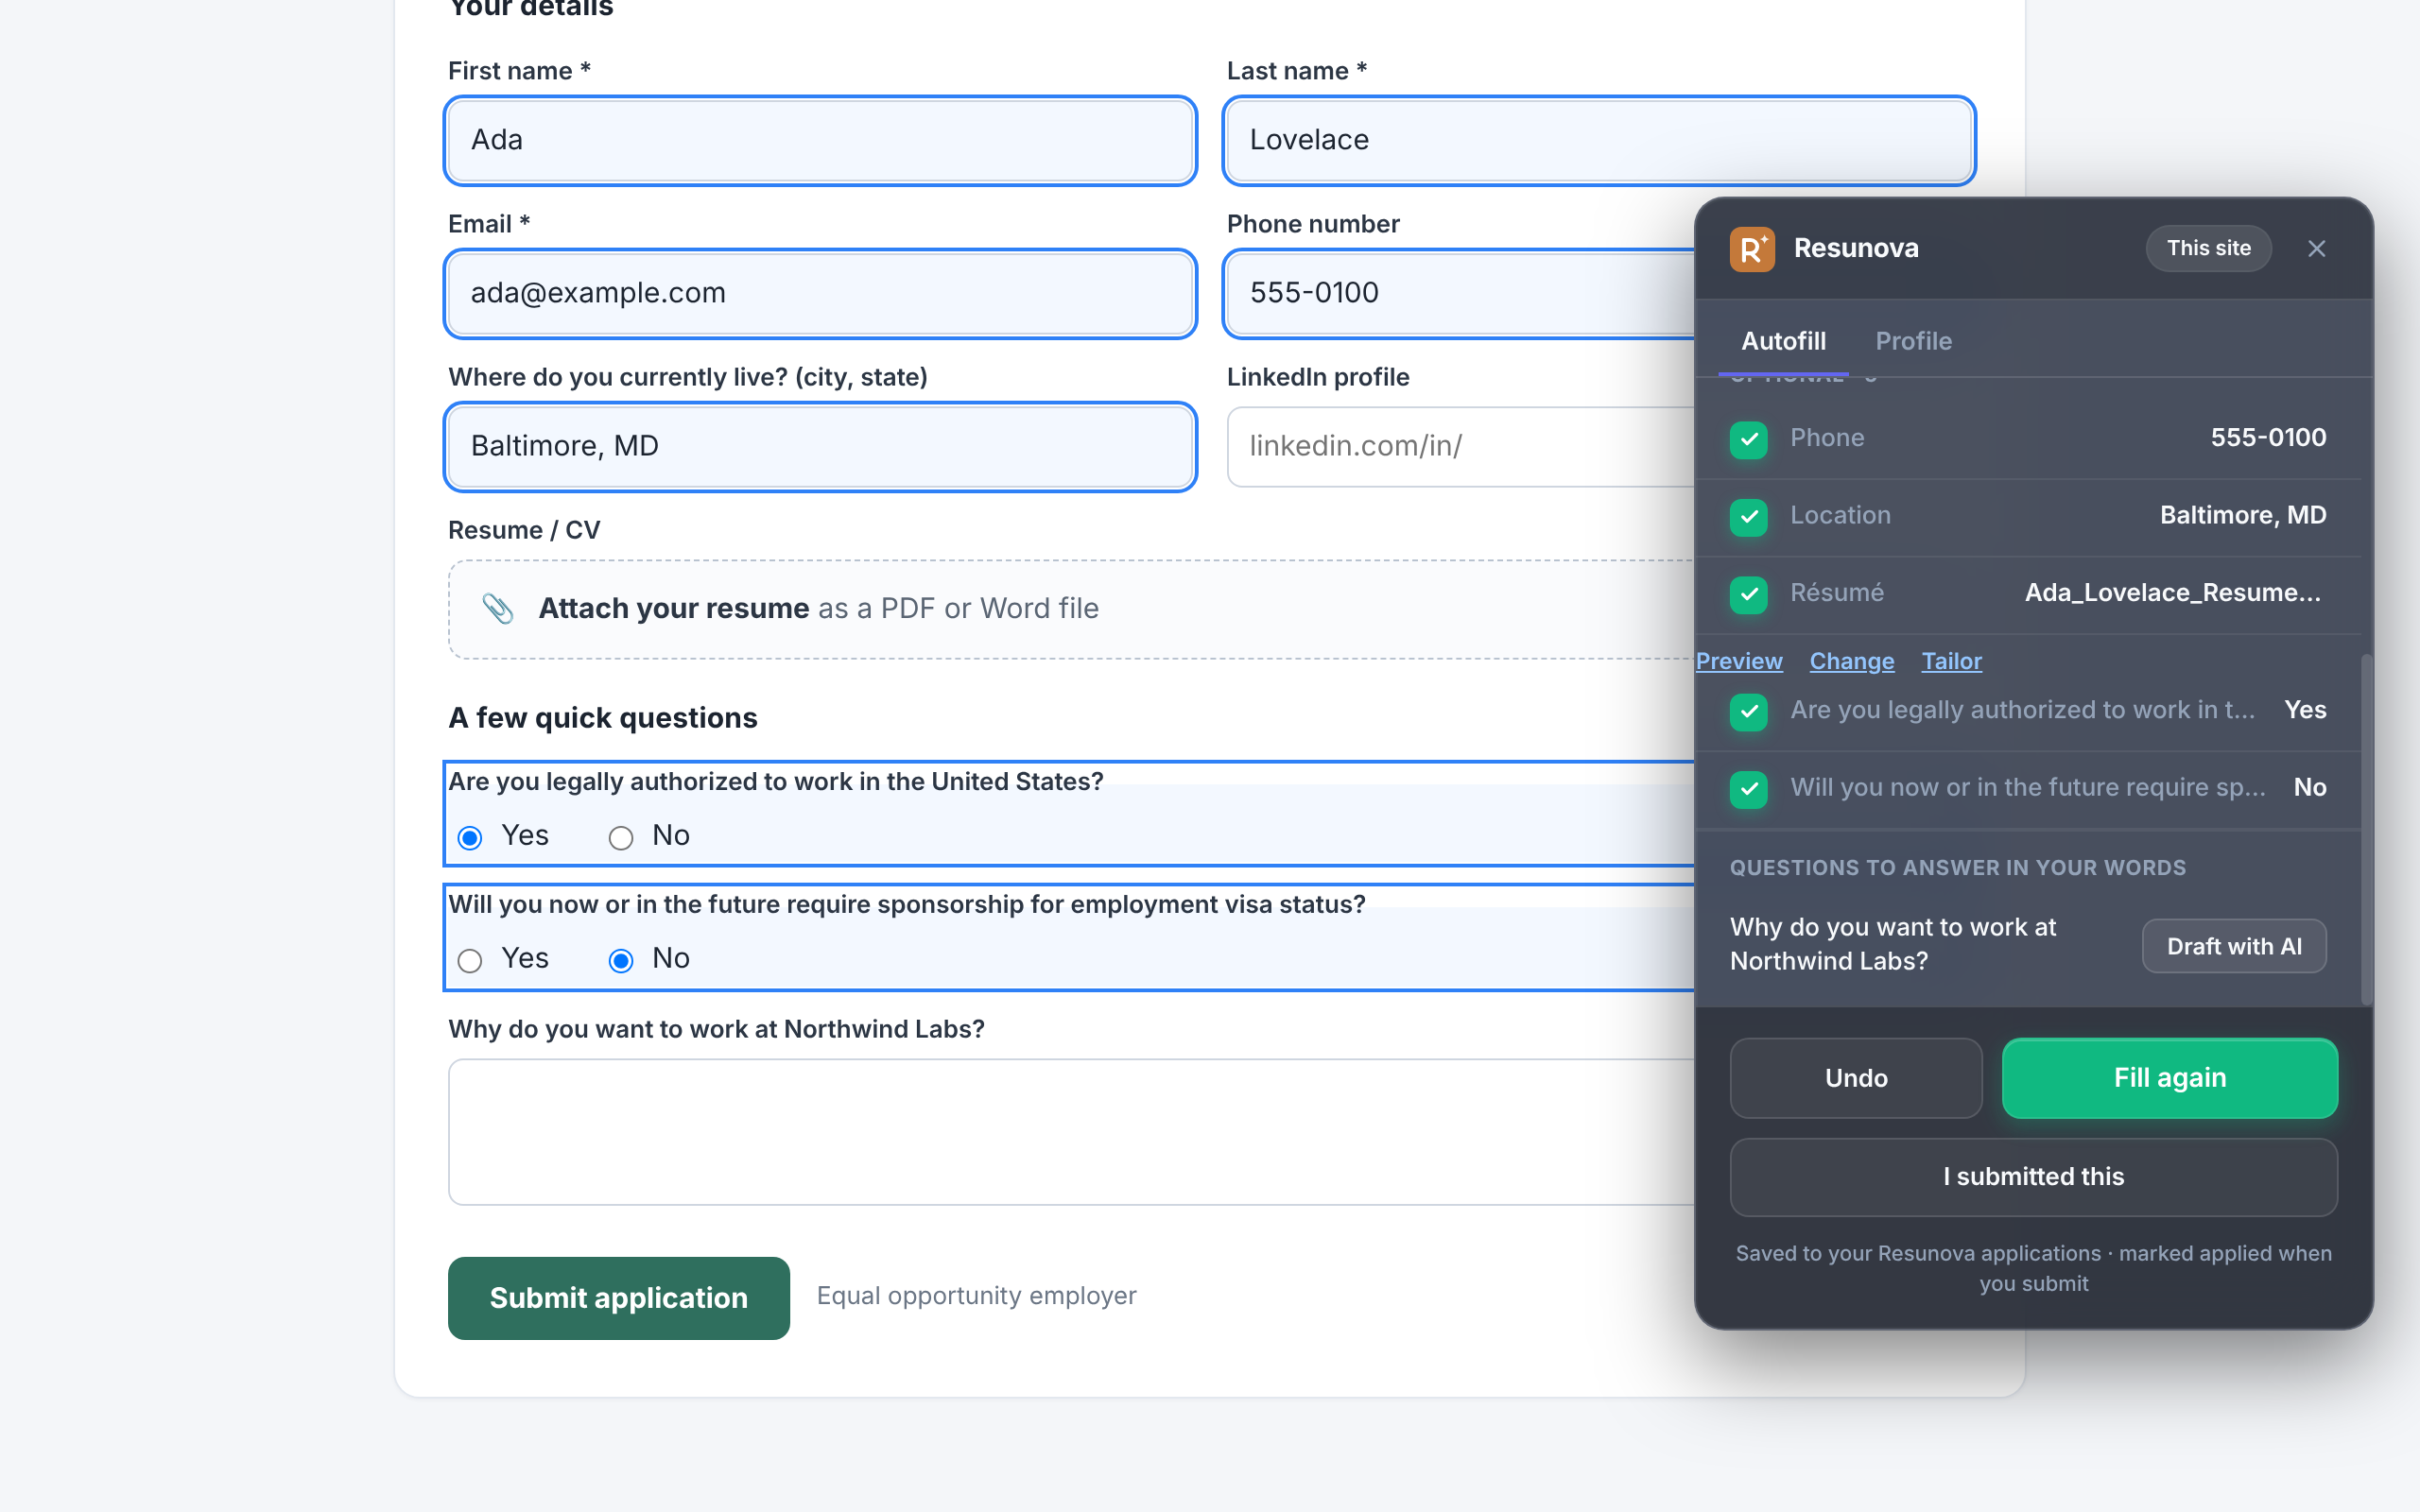 Your details
First name *
Last name *
Ada
Lovelace
Email *
Phone number
ada@example.com
555-0100
Where do you currently live? (city, state)
LinkedIn profile
Baltimore, MD
linkedin.com/in/
Resume / CV
Attach your resume as a PDF or Word file
A few quick questions
Are you legally authorized to work in the United States?
Yes
No
Will you now or in the future require sponsorship for employment visa status?
Yes
No
Why do you want to work at Northwind Labs?
Submit application
Equal opportunity employer
Resunova
This site
Autofill
Profile
Phone
555-0100
Location
Baltimore, MD
Résumé
Ada_Lovelace_Resume...
Preview
Change
Tailor
Are you legally authorized to work in t...
Yes
Will you now or in the future require sp...
No
QUESTIONS TO ANSWER IN YOUR WORDS
Why do you want to work at
Northwind Labs?
Draft with AI
Undo
Fill again
I submitted this
Saved to your Resunova applications · marked applied when
you submit